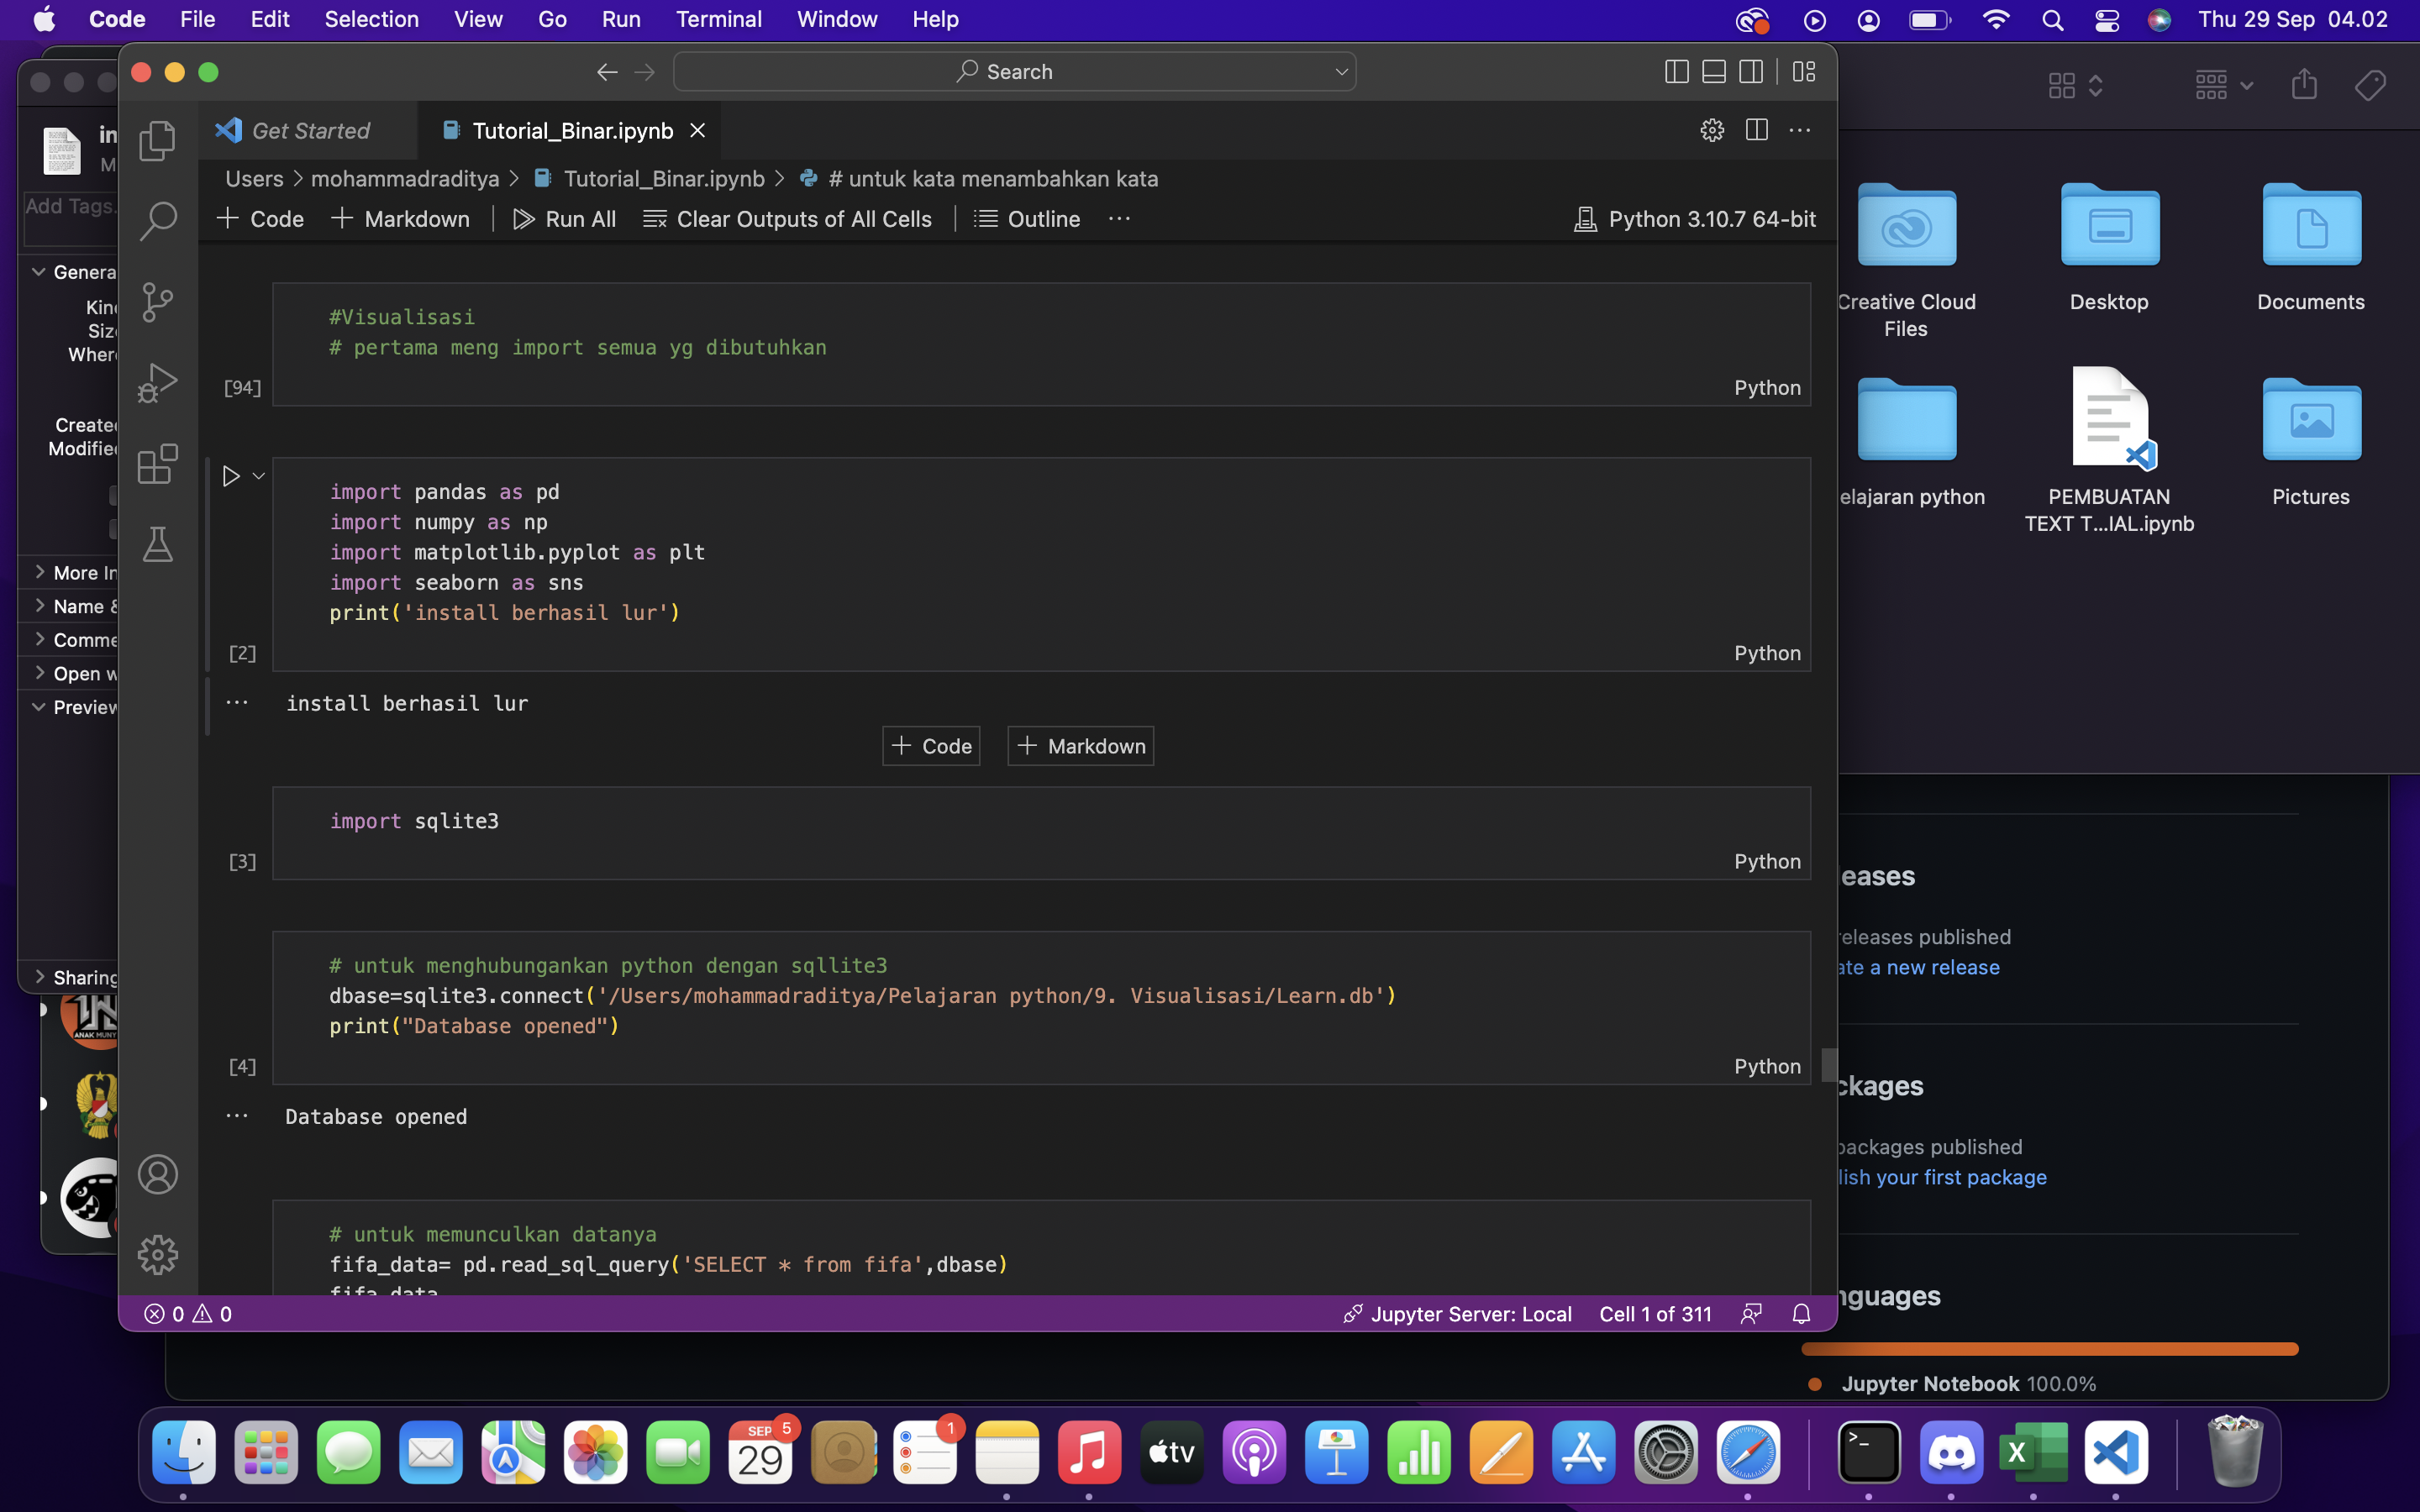 Code File Edit Selection View Go Run Terminal Window Help Thu 29 Sep 04.02
Search
Get Started Tutorial_Binar.ipynb
Users > mohammadraditya > Tutorial_Binar.ipynb > # untuk kata menambahkan kata
+ Code + Markdown Run All Clear Outputs of All Cells Outline ... Python 3.10.7 64-bit
#Visualisasi
# pertama meng import semua yg dibutuhkan
[94] Python
import pandas as pd
import numpy as np
import matplotlib.pyplot as plt
import seaborn as sns
print('install berhasil lur')
[2] Python
... install berhasil lur
+ Code + Markdown
import sqlite3
[3] Python
# untuk menghubungankan python dengan sqllite3
dbase=sqlite3.connect('/Users/mohammadraditya/Pelajaran python/9. Visualisasi/Learn.db')
print("Database opened")
[4] Python
... Database opened
# untuk memunculkan datanya
fifa_data= pd.read_sql_query('SELECT * from fifa',dbase)
fifa_data
0 0 Jupyter Server: Local Cell 1 of 311
Add Tags.
Genera
Kin
Siz
Wher
Create
Modifie
More In
Name &
Comme
Open w
Preview
Sharing
ANAK MUNY
Creative Cloud
Files
Desktop
Documents
elajaran python
PEMBUATAN
TEXT T...IAL.ipynb
Pictures
eases
eleases published
ate a new release
ckages
packages published
lish your first package
nguages
Jupyter Notebook 100.0%
SEP 5
29
1
tv
>_
X